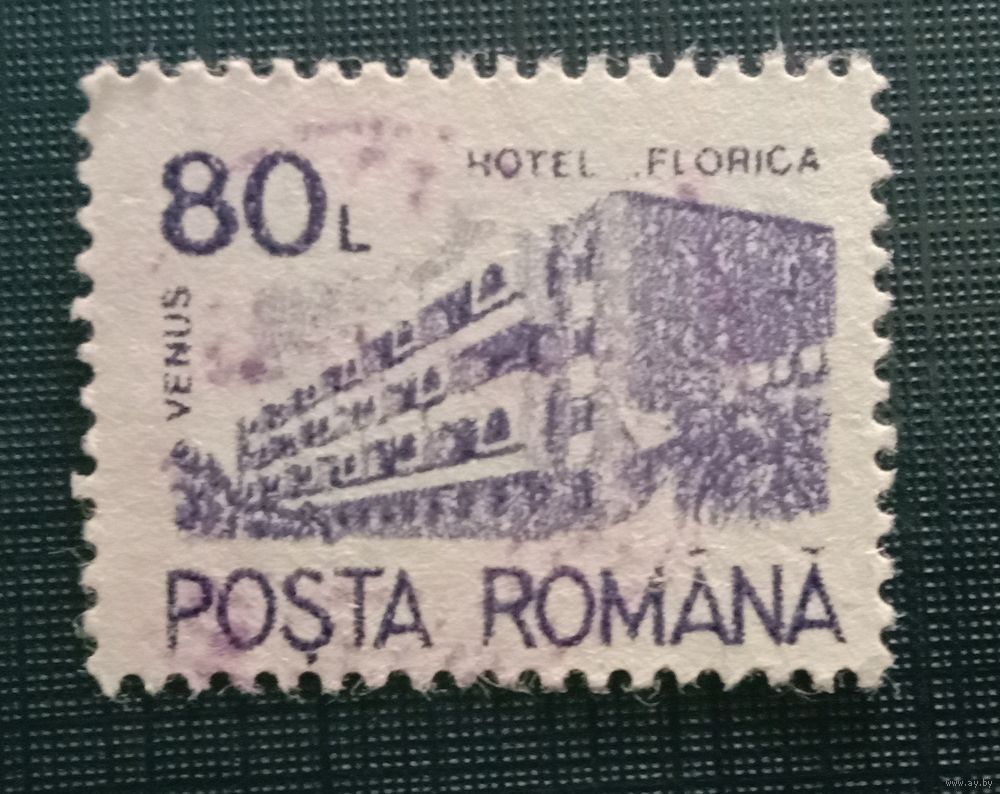 80L
HOTEL FLORICA
VENUS
POȘTA ROMÂNĂ
www.ay.by